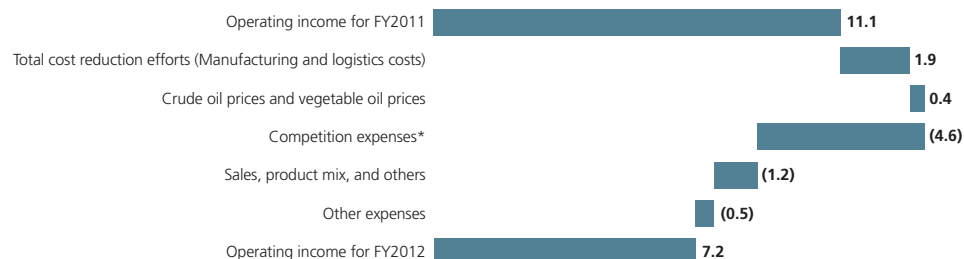 Operating income for FY2011 11.1
Total cost reduction efforts (Manufacturing and logistics costs) 1.9
Crude oil prices and vegetable oil prices 0.4
Competition expenses* (4.6)
Sales, product mix, and others (1.2)
Other expenses (0.5)
Operating income for FY2012 7.2